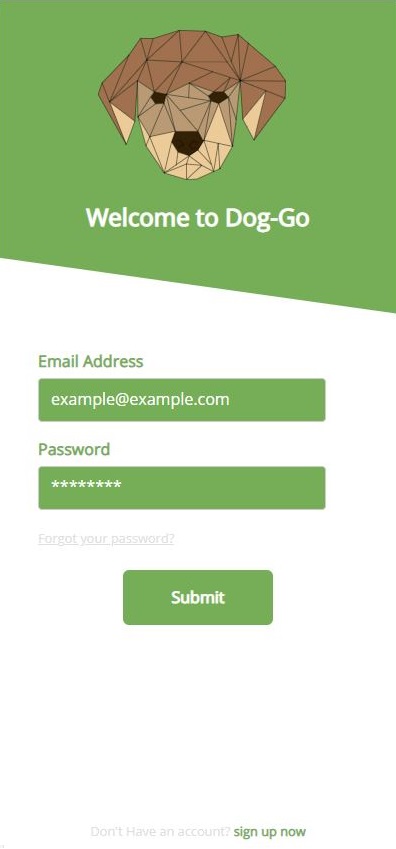 Welcome to Dog-Go
Email Address
example@example.com
Password
********
Forgot your password?
Submit
Don't Have an account? sign up now